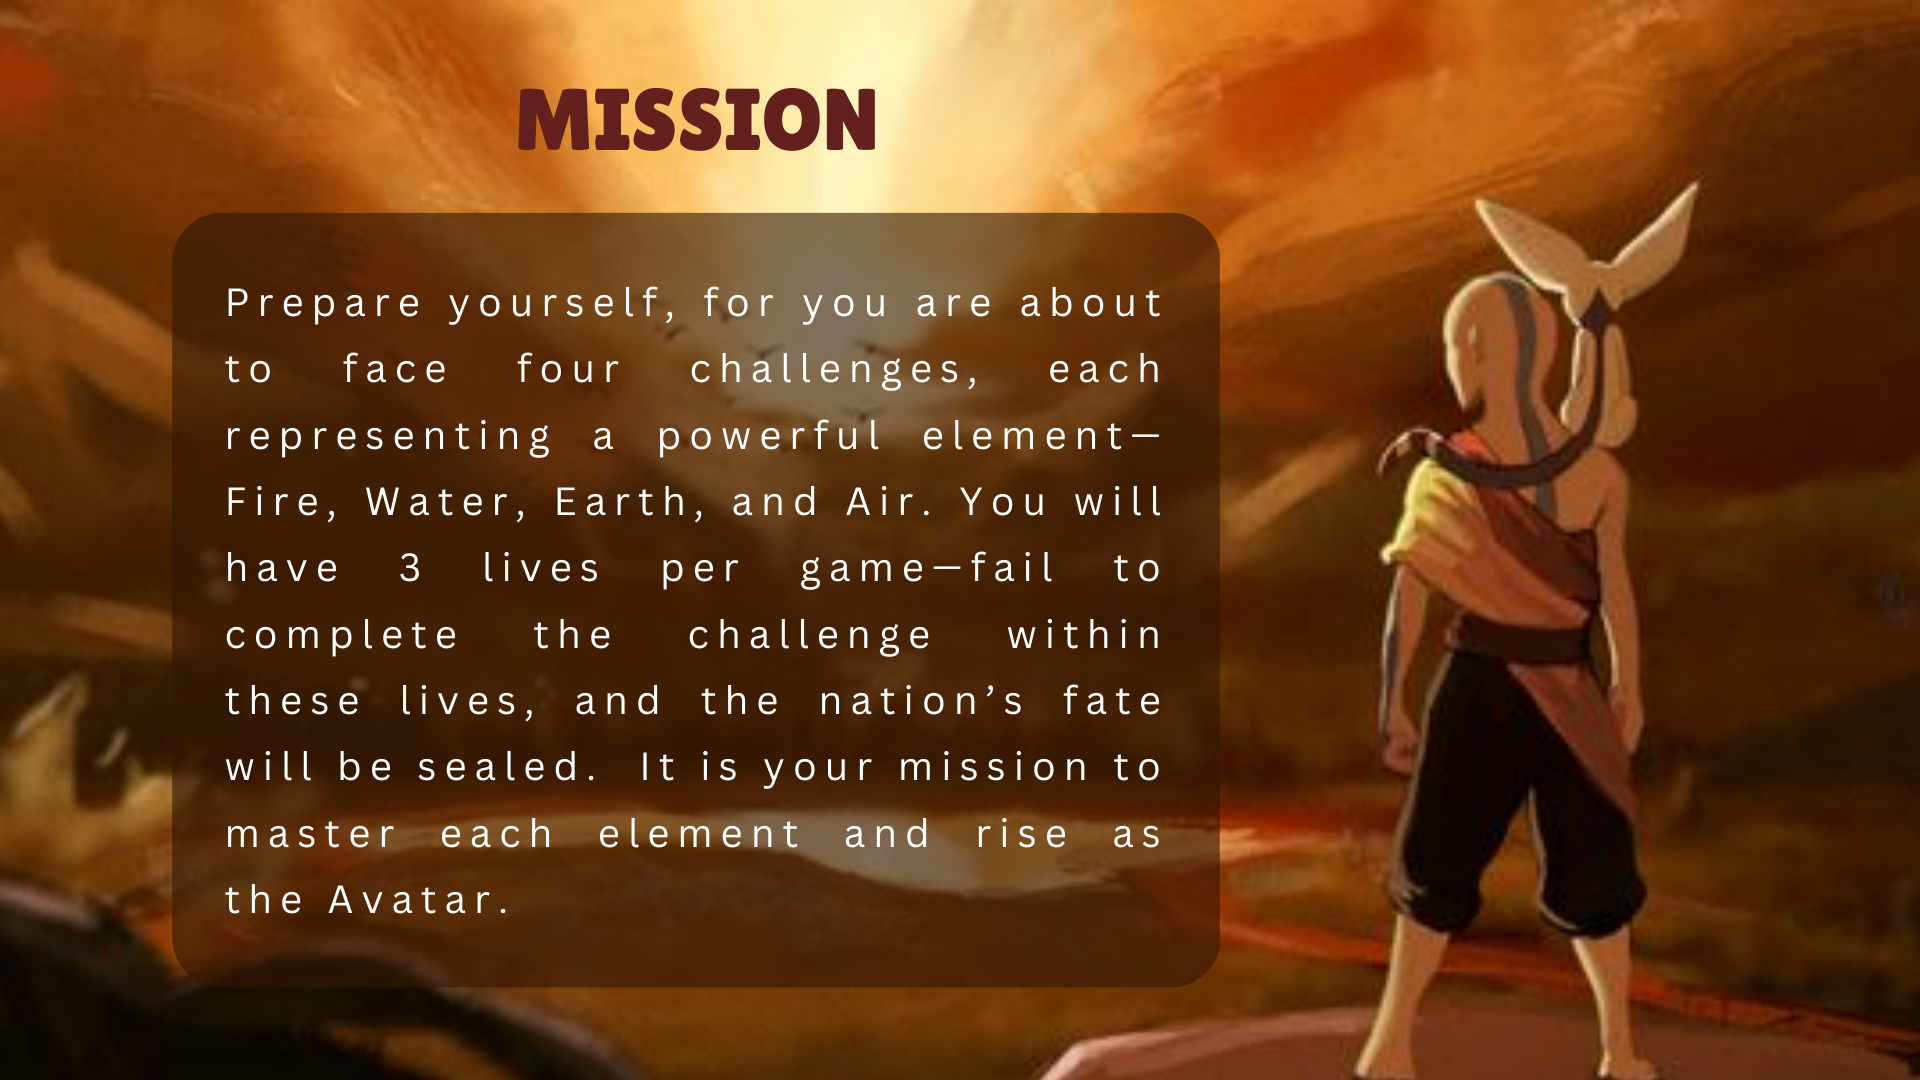 MISSION
Prepare yourself, for you are about
to face four challenges, each
representing a powerful element—
Fire, Water, Earth, and Air. You will
have 3 lives per game—fail to
complete the challenge within
these lives, and the nation’s fate
will be sealed.  It is your mission to
master each element and rise as
the Avatar.